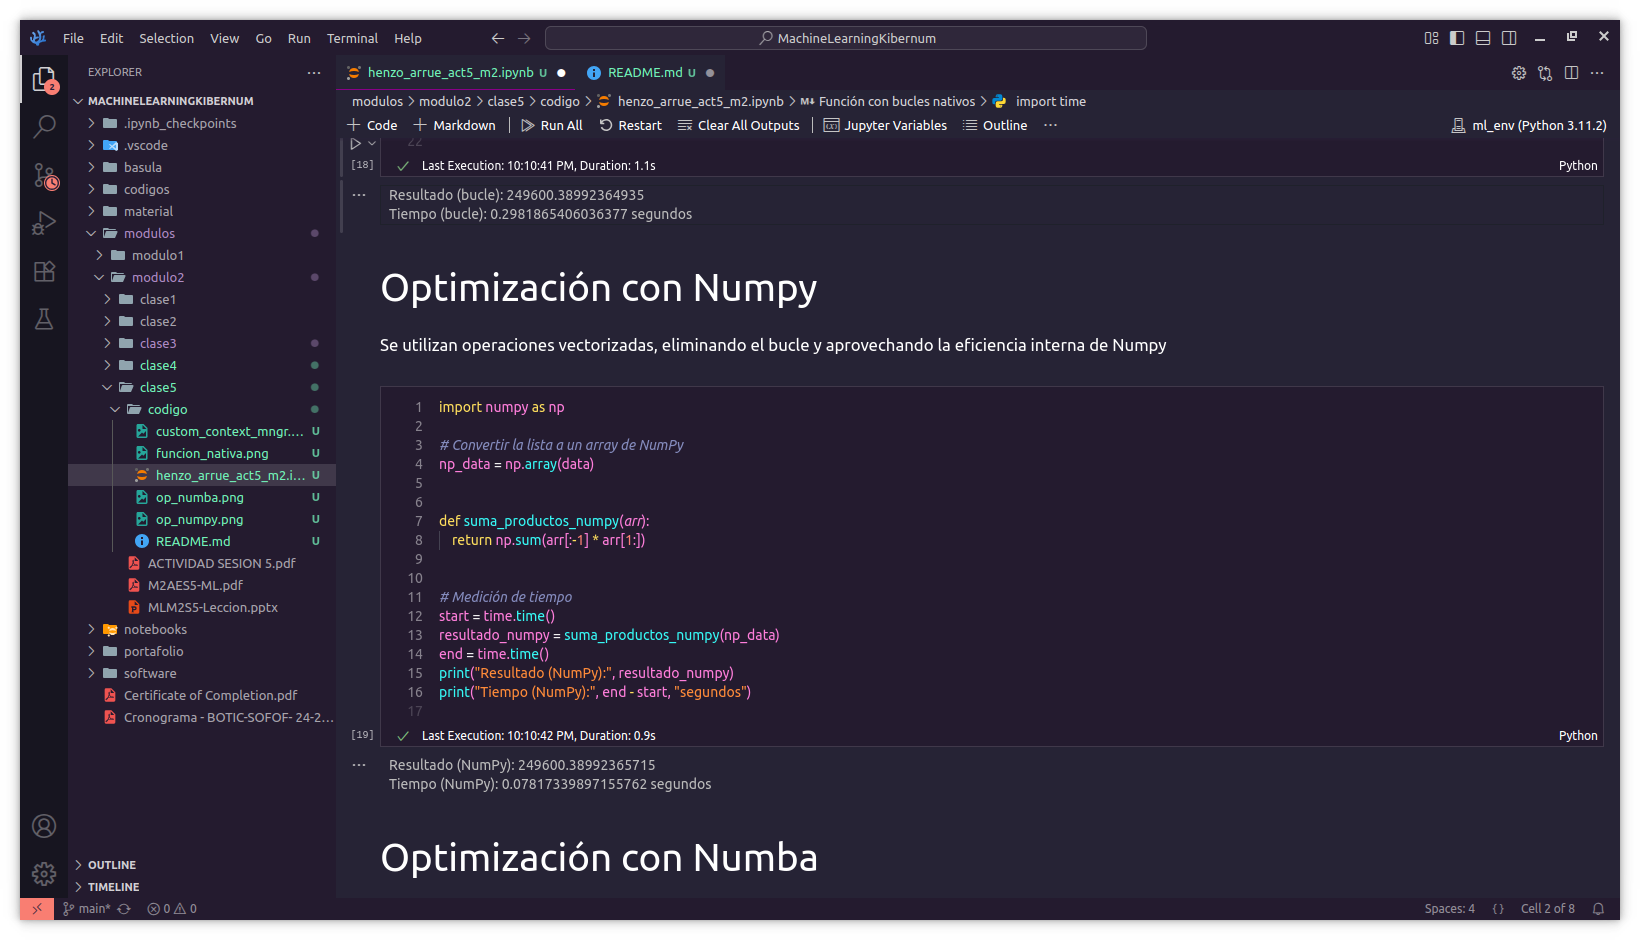 File Edit Selection View Go Run Terminal Help
MachineLearningKibernum
EXPLORER
MACHINELEARNINGKIBERNUM
.ipynb_checkpoints
.vscode
basula
codigos
material
modulos
modulo1
modulo2
clase1
clase2
clase3
clase4
clase5
codigo
custom_context_mngr.... U
funcion_nativa.png U
henzo_arrue_act5_m2.i... U
op_numba.png U
op_numpy.png U
README.md U
ACTIVIDAD SESION 5.pdf
M2AES5-ML.pdf
MLM2S5-Leccion.pptx
notebooks
portafolio
software
Certificate of Completion.pdf
Cronograma - BOTIC-SOFOF- 24-2...
OUTLINE
TIMELINE
2
henzo_arrue_act5_m2.ipynb U
README.md U
modulos > modulo2 > clase5 > codigo > henzo_arrue_act5_m2.ipynb > M↓ Función con bucles nativos > import time
+ Code + Markdown Run All Restart Clear All Outputs Jupyter Variables Outline ...
ml_env (Python 3.11.2)
22
[18] Last Execution: 10:10:41 PM, Duration: 1.1s Python
Resultado (bucle): 249600.38992364935
Tiempo (bucle): 0.2981865406036377 segundos
Optimización con Numpy
Se utilizan operaciones vectorizadas, eliminando el bucle y aprovechando la eficiencia interna de Numpy
1 import numpy as np
2
3 # Convertir la lista a un array de NumPy
4 np_data = np.array(data)
5
6
7 def suma_productos_numpy(arr):
8 return np.sum(arr[:-1] * arr[1:])
9
10
11 # Medición de tiempo
12 start = time.time()
13 resultado_numpy = suma_productos_numpy(np_data)
14 end = time.time()
15 print("Resultado (NumPy):", resultado_numpy)
16 print("Tiempo (NumPy):", end - start, "segundos")
17
[19] Last Execution: 10:10:42 PM, Duration: 0.9s Python
Resultado (NumPy): 249600.38992365715
Tiempo (NumPy): 0.07817339897155762 segundos
Optimización con Numba
main* 0 0
Spaces: 4 {} Cell 2 of 8